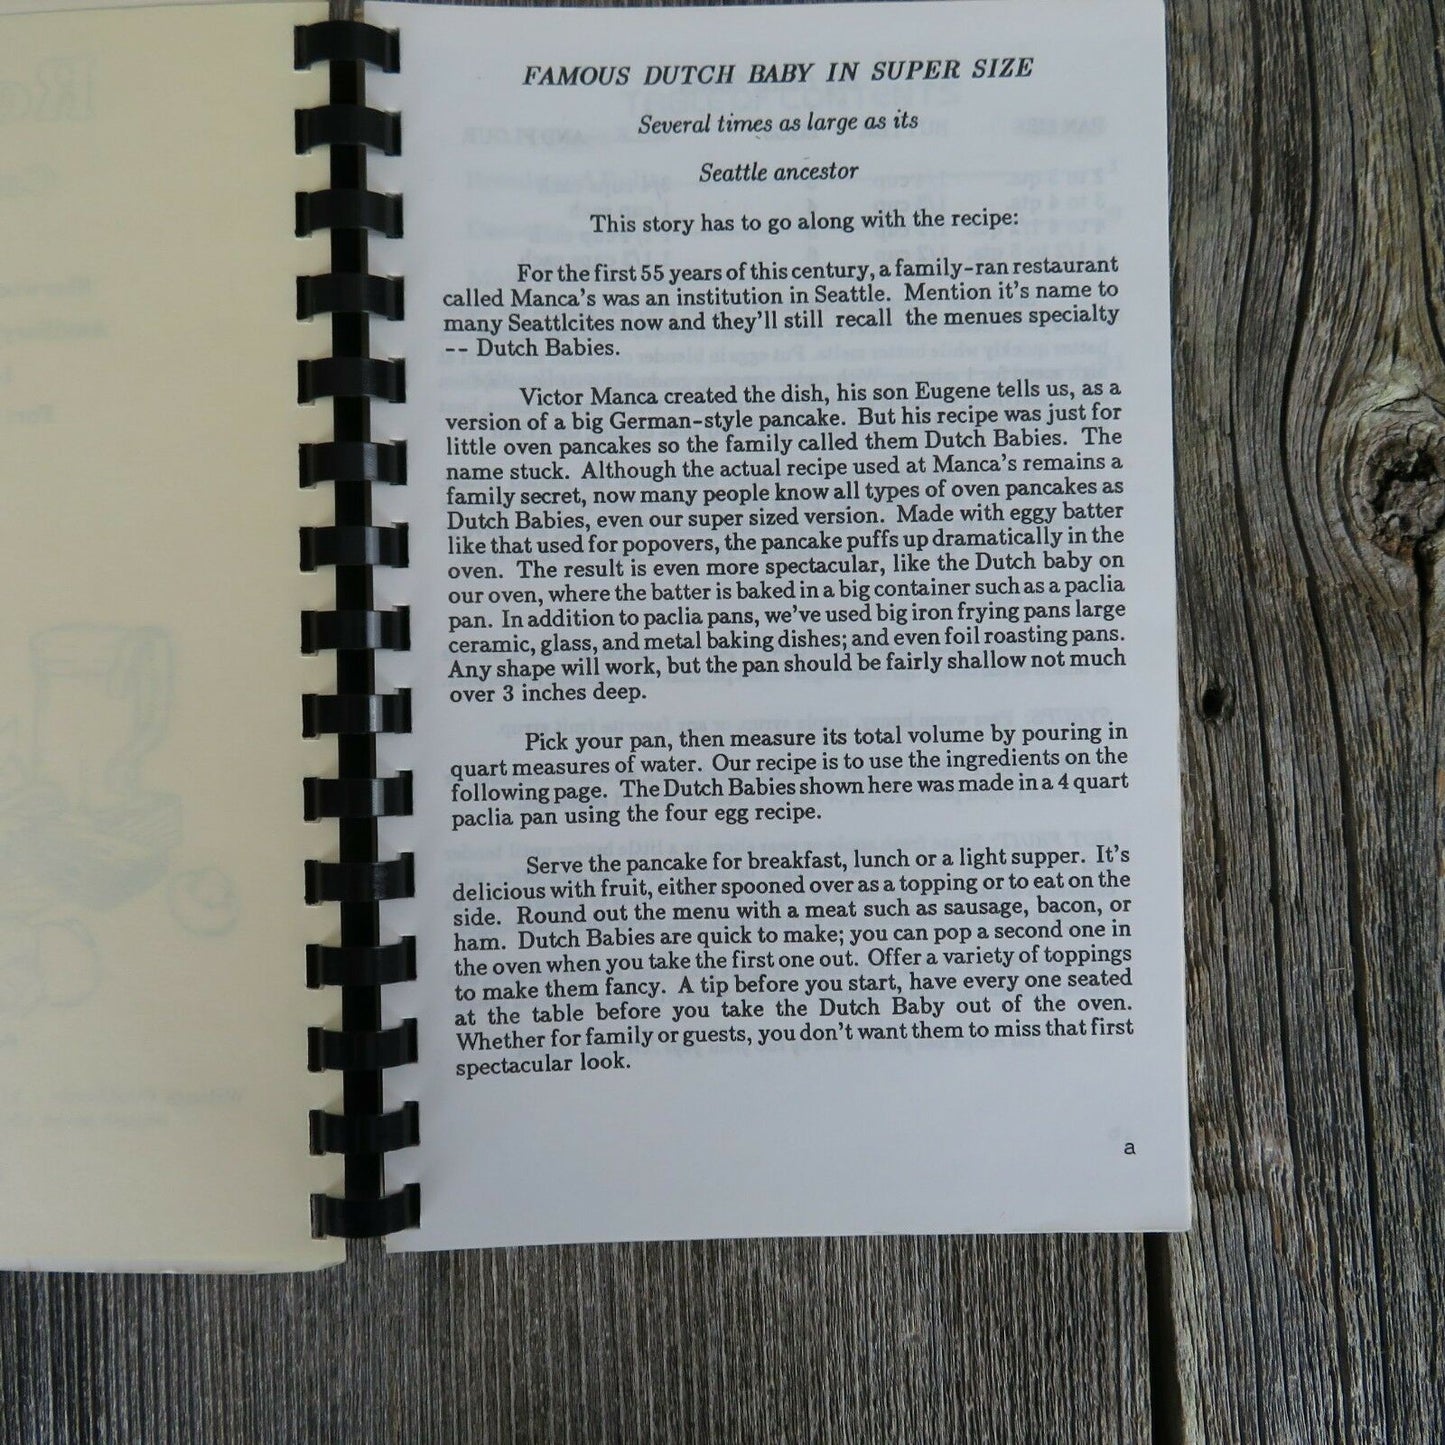 FAMOUS DUTCH BABY IN SUPER SIZE
Several times as large as its
Seattle ancestor
This story has to go along with the recipe:
For the first 55 years of this century, a family-ran restaurant
called Manca's was an institution in Seattle. Mention it's name to
many Seattlcites now and they'll still recall the menues specialty
-- Dutch Babies.
Victor Manca created the dish, his son Eugene tells us, as a
version of a big German-style pancake. But his recipe was just for
little oven pancakes so the family called them Dutch Babies. The
name stuck. Although the actual recipe used at Manca's remains a
family secret, now many people know all types of oven pancakes as
Dutch Babies, even our super sized version. Made with eggy batter
like that used for popovers, the pancake puffs up dramatically in the
oven. The result is even more spectacular, like the Dutch baby on
our oven, where the batter is baked in a big container such as a paclia
pan. In addition to paclia pans, we've used big iron frying pans large
ceramic, glass, and metal baking dishes; and even foil roasting pans.
Any shape will work, but the pan should be fairly shallow not much
over 3 inches deep.
Pick your pan, then measure its total volume by pouring in
quart measures of water. Our recipe is to use the ingredients on the
following page. The Dutch Babies shown here was made in a 4 quart
paclia pan using the four egg recipe.
Serve the pancake for breakfast, lunch or a light supper. It's
delicious with fruit, either spooned over as a topping or to eat on the
side. Round out the menu with a meat such as sausage, bacon, or
ham. Dutch Babies are quick to make; you can pop a second one in
the oven when you take the first one out. Offer a variety of toppings
to make them fancy. A tip before you start, have every one seated
at the table before you take the Dutch Baby out of the oven.
Whether for family or guests, you don't want them to miss that first
spectacular look.
a